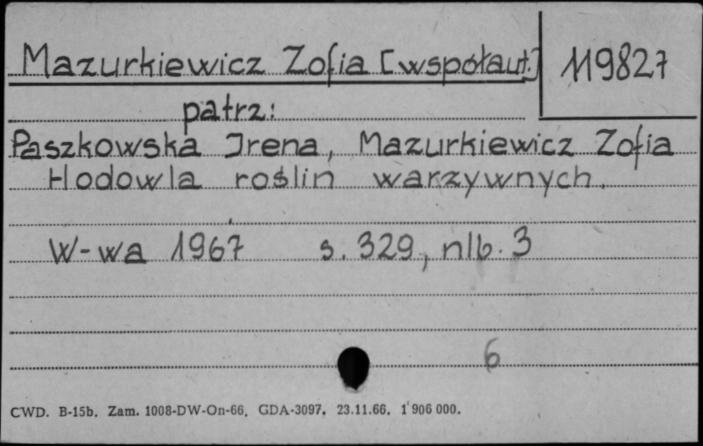 Mazurkiewicz Zofia [współaut.] 119827
patrz:
Paszkowska Irena, Mazurkiewicz Zofia
Hodowla roślin warzywnych.
W-wa 1967 s. 329, nlb. 3
6
CWD. B-15b. Zam. 1008-DW-On-66. GDA-3097. 23.11.66. 1'906 000.